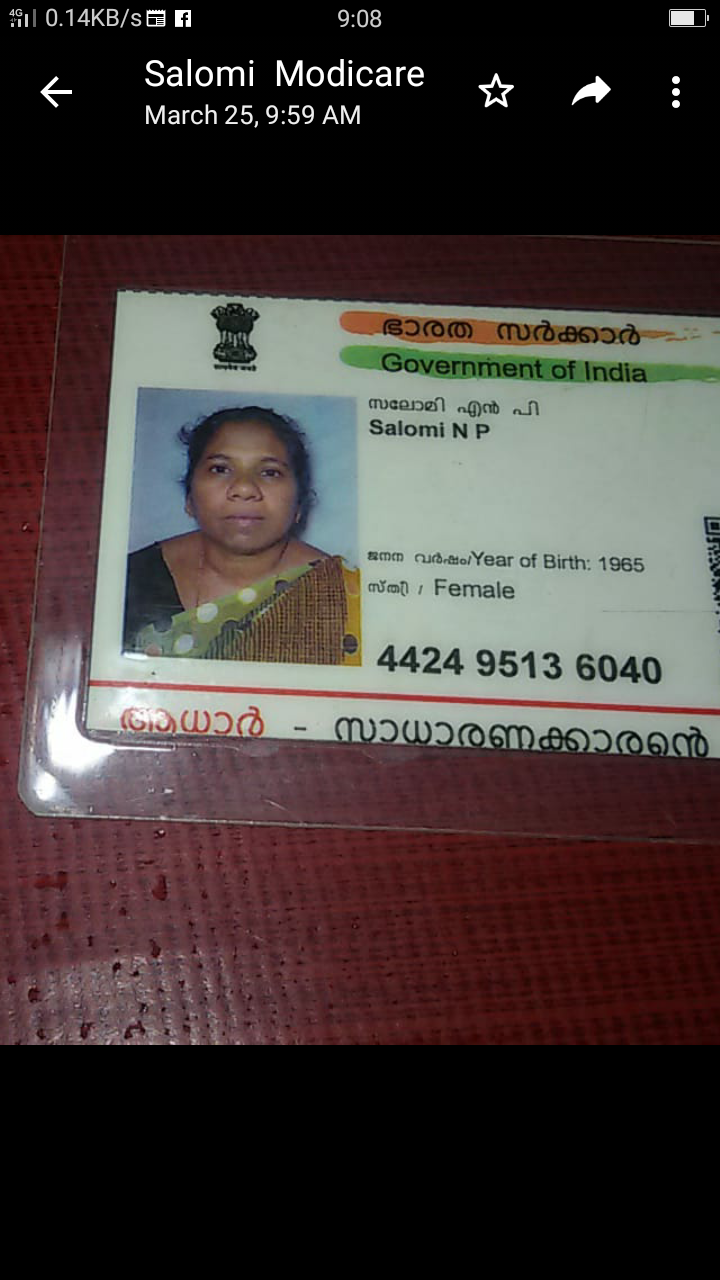 4G 0.14KB/s 9:08
Salomi Modicare
March 25, 9:59 AM
ഭാരത സർക്കാർ
Government of India
സലോമി എൻ പി
Salomi N P
ജനന വർഷം/Year of Birth: 1965
സ്ത്രീ / Female
4424 9513 6040
ആധാർ - സാധാരണക്കാരന്റെ